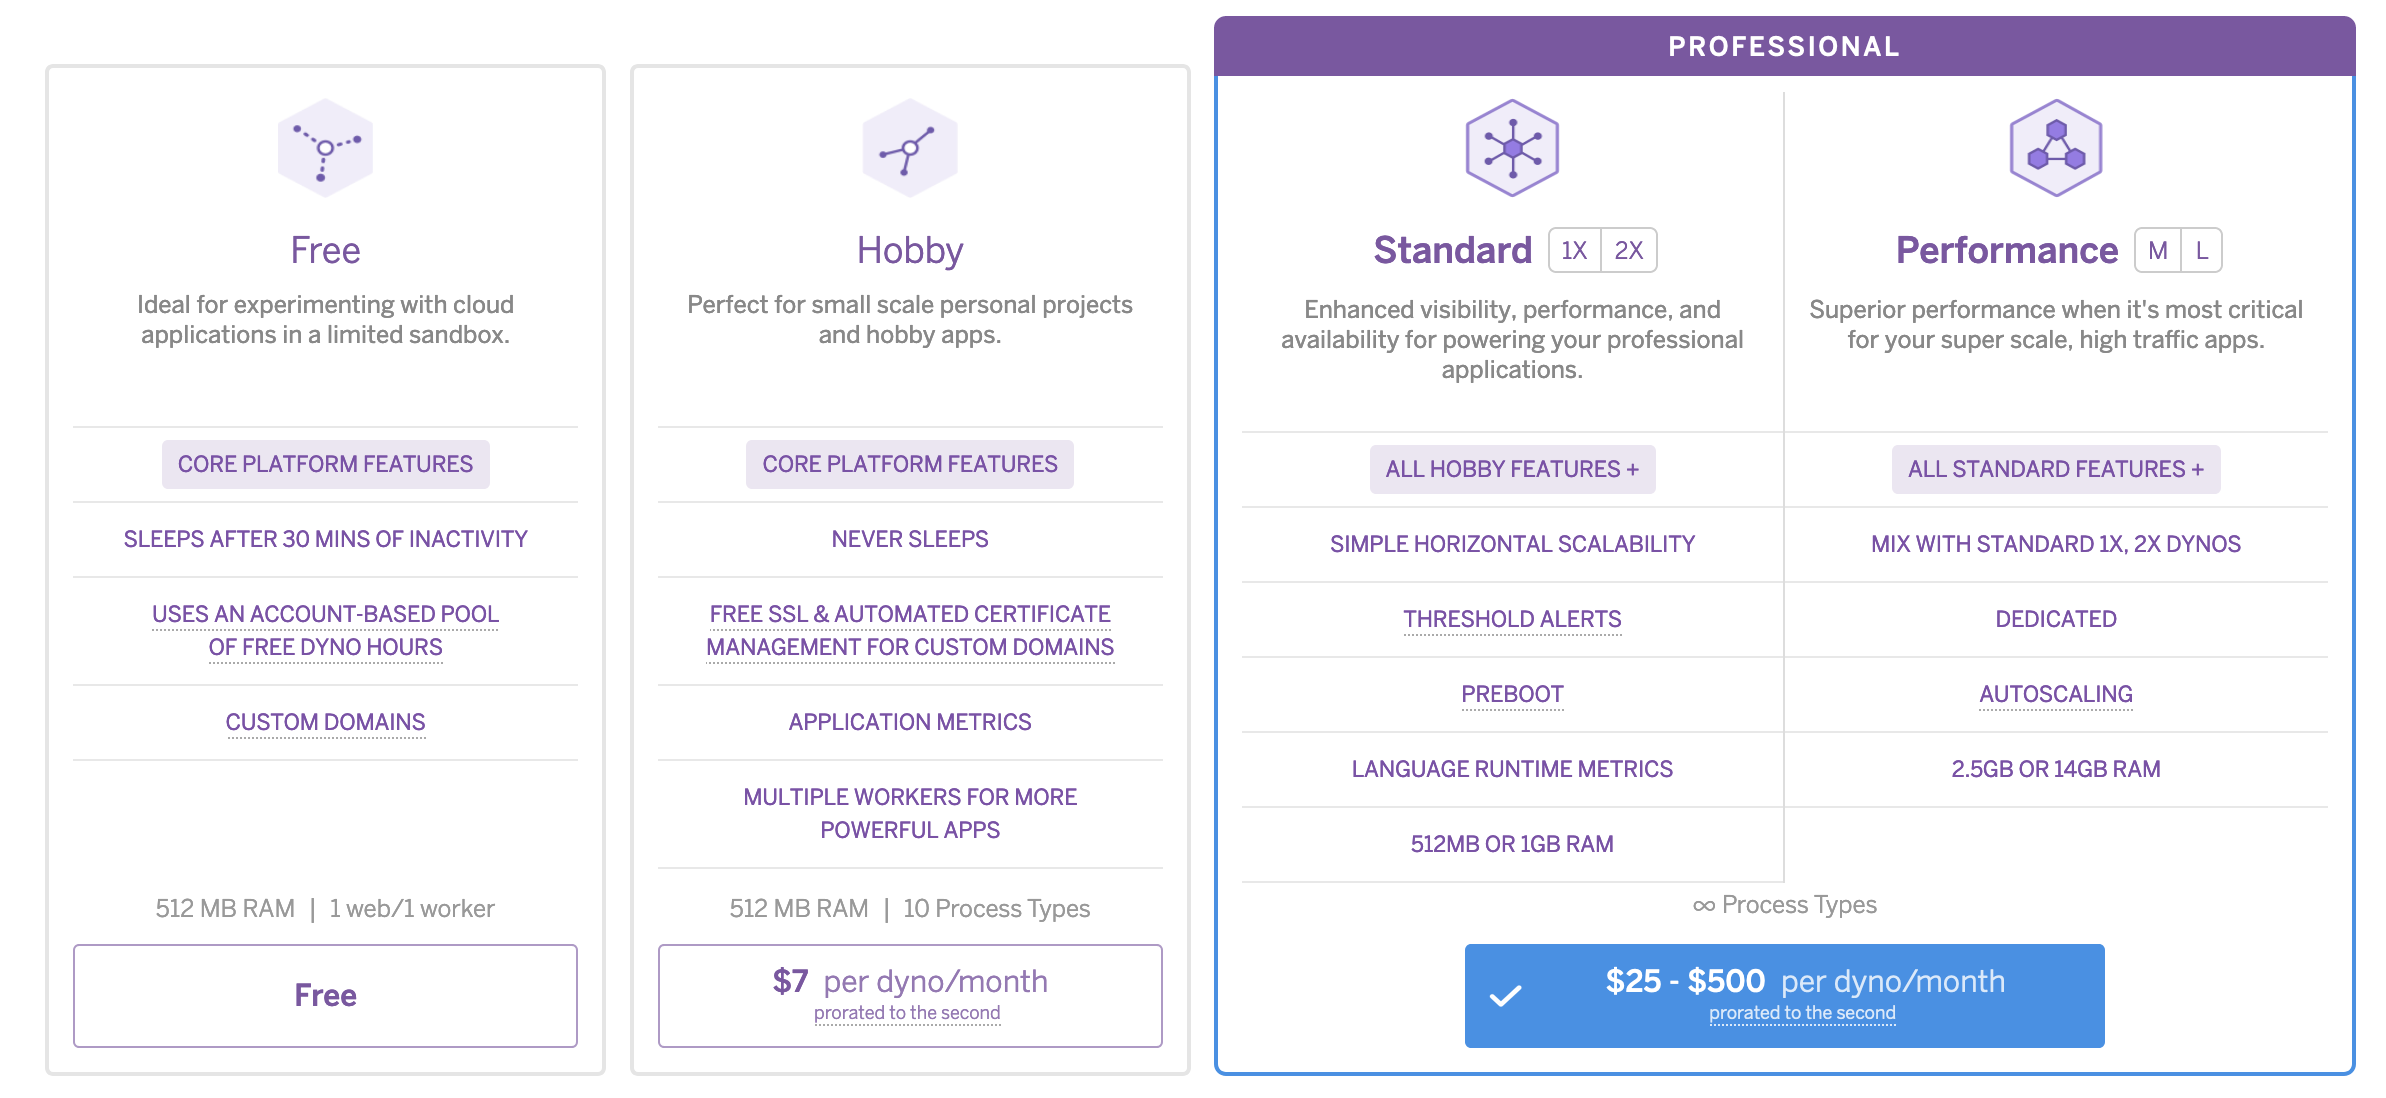 Free
Ideal for experimenting with cloud
applications in a limited sandbox.
CORE PLATFORM FEATURES
SLEEPS AFTER 30 MINS OF INACTIVITY
USES AN ACCOUNT-BASED POOL
OF FREE DYNO HOURS
CUSTOM DOMAINS
512 MB RAM | 1 web/1 worker
Free
Hobby
Perfect for small scale personal projects
and hobby apps.
CORE PLATFORM FEATURES
NEVER SLEEPS
FREE SSL & AUTOMATED CERTIFICATE
MANAGEMENT FOR CUSTOM DOMAINS
APPLICATION METRICS
MULTIPLE WORKERS FOR MORE
POWERFUL APPS
512 MB RAM | 10 Process Types
$7 per dyno/month
prorated to the second
PROFESSIONAL
Standard 1X 2X
Enhanced visibility, performance, and
availability for powering your professional
applications.
ALL HOBBY FEATURES +
SIMPLE HORIZONTAL SCALABILITY
THRESHOLD ALERTS
PREBOOT
LANGUAGE RUNTIME METRICS
512MB OR 1GB RAM
Performance M L
Superior performance when it's most critical
for your super scale, high traffic apps.
ALL STANDARD FEATURES +
MIX WITH STANDARD 1X, 2X DYNOS
DEDICATED
AUTOSCALING
2.5GB OR 14GB RAM
∞ Process Types
$25 - $500 per dyno/month
prorated to the second